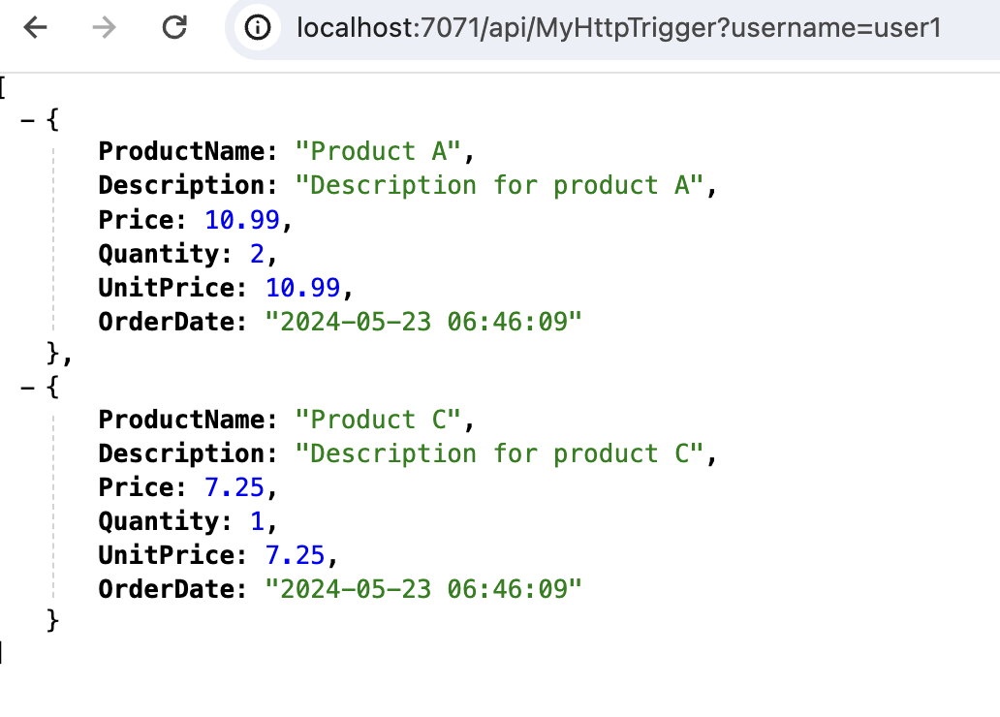 localhost:7071/api/MyHttpTrigger?username=user1
[
– {
ProductName: "Product A",
Description: "Description for product A",
Price: 10.99,
Quantity: 2,
UnitPrice: 10.99,
OrderDate: "2024-05-23 06:46:09"
},
– {
ProductName: "Product C",
Description: "Description for product C",
Price: 7.25,
Quantity: 1,
UnitPrice: 7.25,
OrderDate: "2024-05-23 06:46:09"
}
]